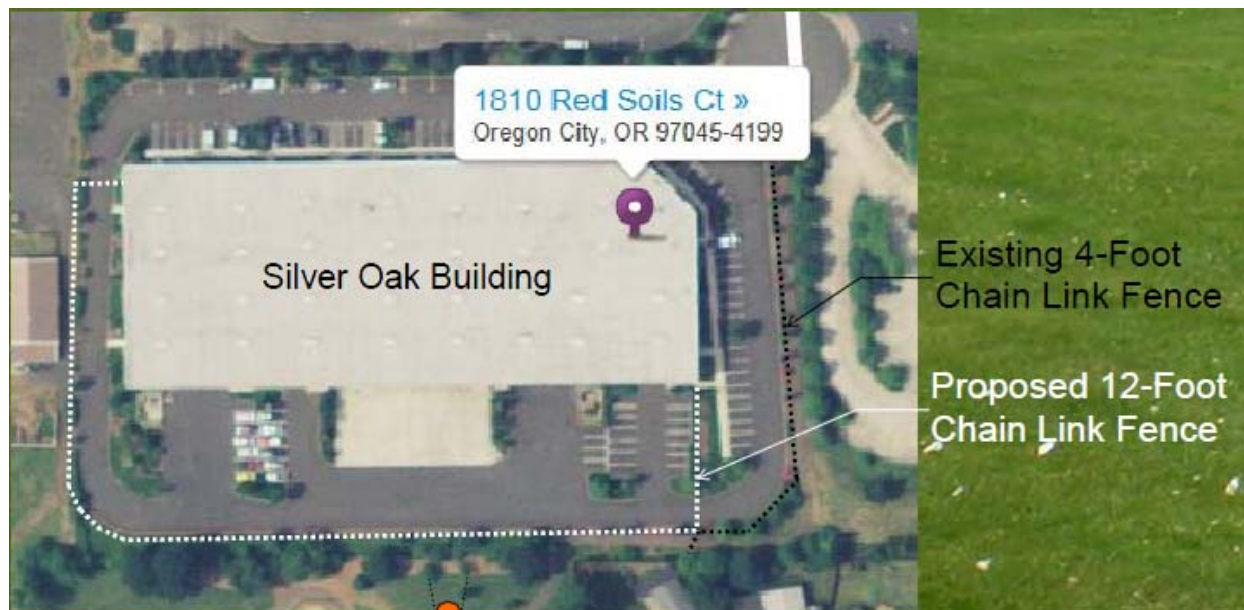 1810 Red Soils Ct »
Oregon City, OR 97045-4199
Silver Oak Building
Existing 4-Foot
Chain Link Fence
Proposed 12-Foot
Chain Link Fence